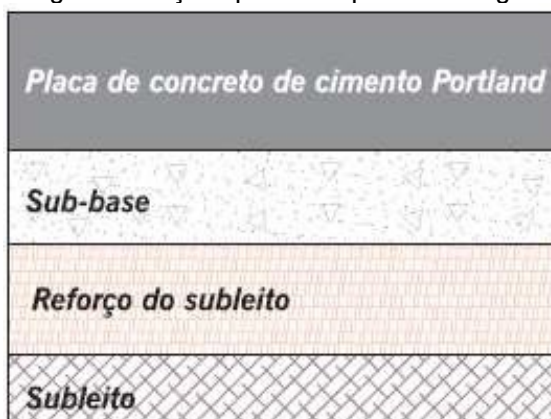 Placa de concreto de cimento Portland
Sub-base
Reforço do subleito
Subleito